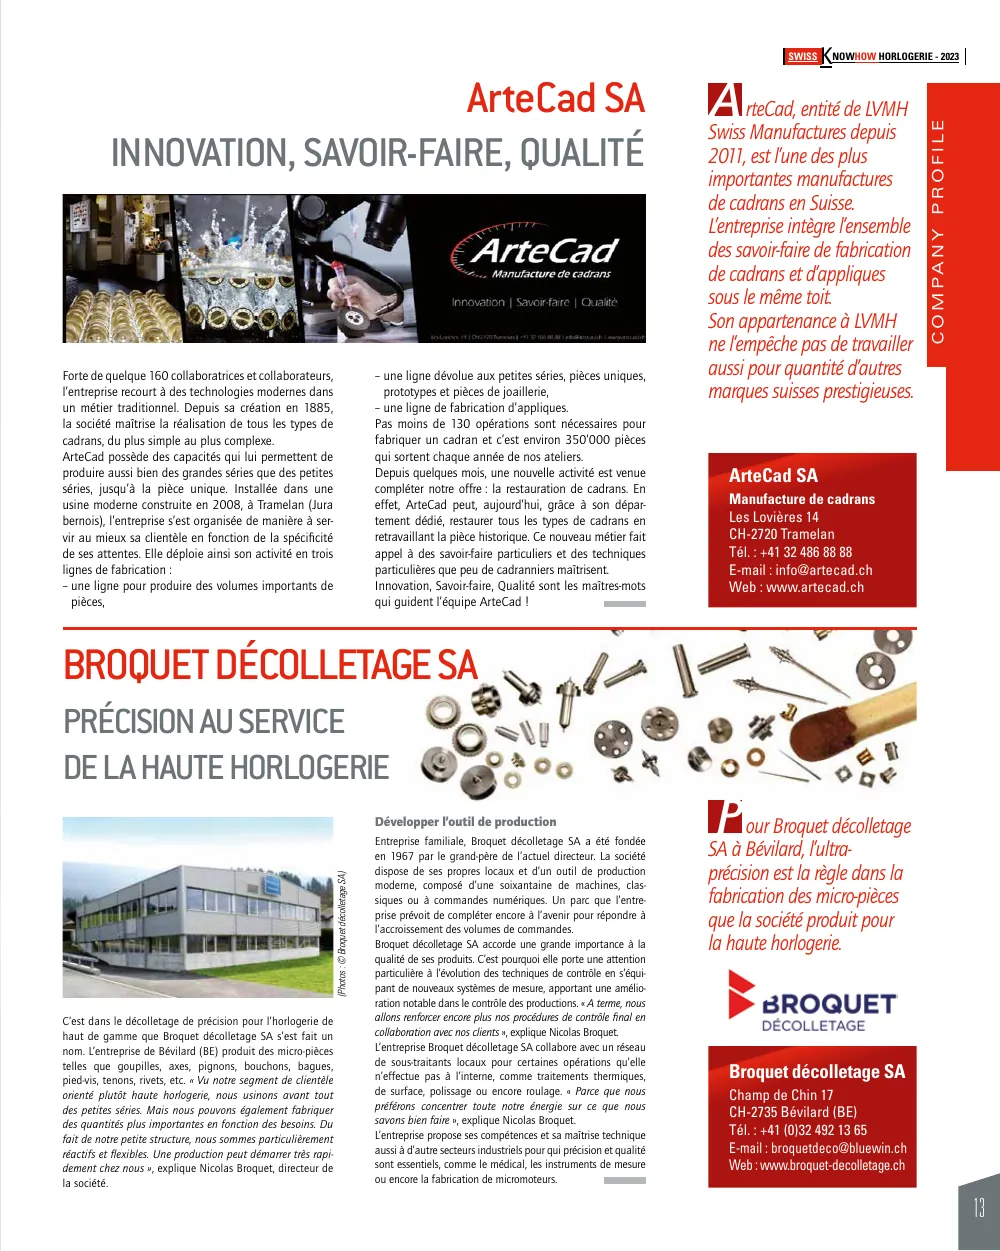 SWISS KNOWHOW HORLOGERIE - 2023
COMPANY PROFILE
ArteCad SA
INNOVATION, SAVOIR-FAIRE, QUALITÉ
ArteCad
Manufacture de cadrans
Innovation | Savoir-faire | Qualité
Forte de quelque 160 collaboratrices et collaborateurs,
l'entreprise recourt à des technologies modernes dans
un métier traditionnel. Depuis sa création en 1885,
la société maîtrise la réalisation de tous les types de
cadrans, du plus simple au plus complexe.
ArteCad possède des capacités qui lui permettent de
produire aussi bien des grandes séries que des petites
séries, jusqu'à la pièce unique. Installée dans une
usine moderne construite en 2008, à Tramelan (Jura
bernois), l'entreprise s'est organisée de manière à ser-
vir au mieux sa clientèle en fonction de la spécificité
de ses attentes. Elle déploie ainsi son activité en trois
lignes de fabrication :
– une ligne pour produire des volumes importants de
pièces,
– une ligne dévolue aux petites séries, pièces uniques,
prototypes et pièces de joaillerie,
– une ligne de fabrication d'appliques.
Pas moins de 130 opérations sont nécessaires pour
fabriquer un cadran et c'est environ 350'000 pièces
qui sortent chaque année de nos ateliers.
Depuis quelques mois, une nouvelle activité est venue
compléter notre offre : la restauration de cadrans. En
effet, ArteCad peut, aujourd'hui, grâce à son dépar-
tement dédié, restaurer tous les types de cadrans en
retravaillant la pièce historique. Ce nouveau métier fait
appel à des savoir-faire particuliers et des techniques
particulières que peu de cadranniers maîtrisent.
Innovation, Savoir-faire, Qualité sont les maîtres-mots
qui guident l'équipe ArteCad !
ArteCad, entité de LVMH
Swiss Manufactures depuis
2011, est l'une des plus
importantes manufactures
de cadrans en Suisse.
L'entreprise intègre l'ensemble
des savoir-faire de fabrication
de cadrans et d'appliques
sous le même toit.
Son appartenance à LVMH
ne l'empêche pas de travailler
aussi pour quantité d'autres
marques suisses prestigieuses.
ArteCad SA
Manufacture de cadrans
Les Lovières 14
CH-2720 Tramelan
Tél. : +41 32 486 88 88
E-mail : info@artecad.ch
Web : www.artecad.ch
BROQUET DÉCOLLETAGE SA
PRÉCISION AU SERVICE
DE LA HAUTE HORLOGERIE
(Photos : © Broquet décolletage SA)
C'est dans le décolletage de précision pour l'horlogerie de
haut de gamme que Broquet décolletage SA s'est fait un
nom. L'entreprise de Bévilard (BE) produit des micro-pièces
telles que goupilles, axes, pignons, bouchons, bagues,
pied-vis, tenons, rivets, etc. « Vu notre segment de clientèle
orienté plutôt haute horlogerie, nous usinons avant tout
des petites séries. Mais nous pouvons également fabriquer
des quantités plus importantes en fonction des besoins. Du
fait de notre petite structure, nous sommes particulièrement
réactifs et flexibles. Une production peut démarrer très rapi-
dement chez nous », explique Nicolas Broquet, directeur de
la société.
Développer l'outil de production
Entreprise familiale, Broquet décolletage SA a été fondée
en 1967 par le grand-père de l'actuel directeur. La société
dispose de ses propres locaux et d'un outil de production
moderne, composé d'une soixantaine de machines, clas-
siques ou à commandes numériques. Un parc que l'entre-
prise prévoit de compléter encore à l'avenir pour répondre à
l'accroissement des volumes de commandes.
Broquet décolletage SA accorde une grande importance à la
qualité de ses produits. C'est pourquoi elle porte une attention
particulière à l'évolution des techniques de contrôle en s'équi-
pant de nouveaux systèmes de mesure, apportant une amélio-
ration notable dans le contrôle des productions. « A terme, nous
allons renforcer encore plus nos procédures de contrôle final en
collaboration avec nos clients », explique Nicolas Broquet.
L'entreprise Broquet décolletage SA collabore avec un réseau
de sous-traitants locaux pour certaines opérations qu'elle
n'effectue pas à l'interne, comme traitements thermiques,
de surface, polissage ou encore roulage. « Parce que nous
préférons concentrer toute notre énergie sur ce que nous
savons bien faire », explique Nicolas Broquet.
L'entreprise propose ses compétences et sa maîtrise technique
aussi à d'autre secteurs industriels pour qui précision et qualité
sont essentiels, comme le médical, les instruments de mesure
ou encore la fabrication de micromoteurs.
Pour Broquet décolletage
SA à Bévilard, l'ultra-
précision est la règle dans la
fabrication des micro-pièces
que la société produit pour
la haute horlogerie.
BROQUET
DÉCOLLETAGE
Broquet décolletage SA
Champ de Chin 17
CH-2735 Bévilard (BE)
Tél. : +41 (0)32 492 13 65
E-mail : broquetdeco@bluewin.ch
Web : www.broquet-decolletage.ch
13